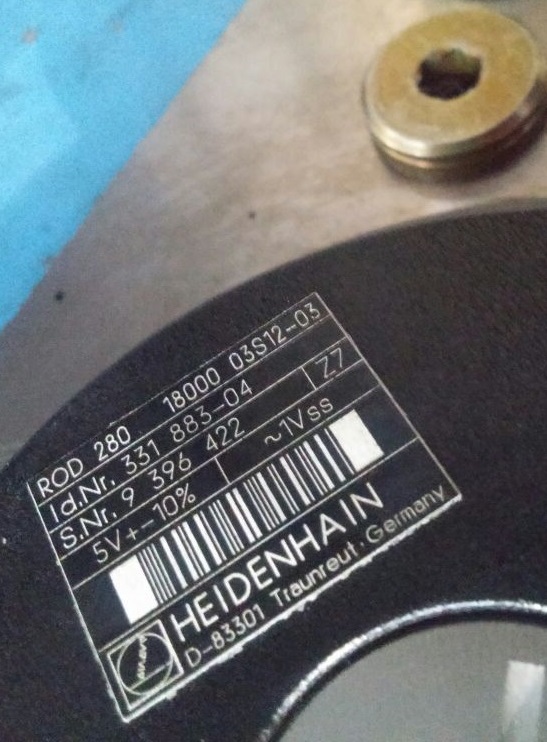 ROD 280 18000 03S12-03
Id.Nr. 331 883-04 Z7
S.Nr. 9 396 422
5V+-10% ~1Vss
HEIDENHAIN
D-83301 Traunreut · Germany